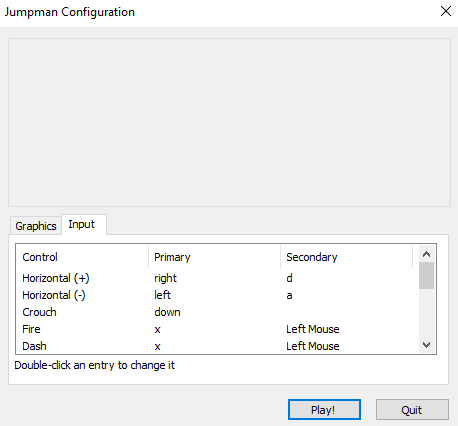 Jumpman Configuration
Graphics Input
Control Primary Secondary
Horizontal (+) right d
Horizontal (-) left a
Crouch down
Fire x Left Mouse
Dash x Left Mouse
Double-click an entry to change it
Play! Quit